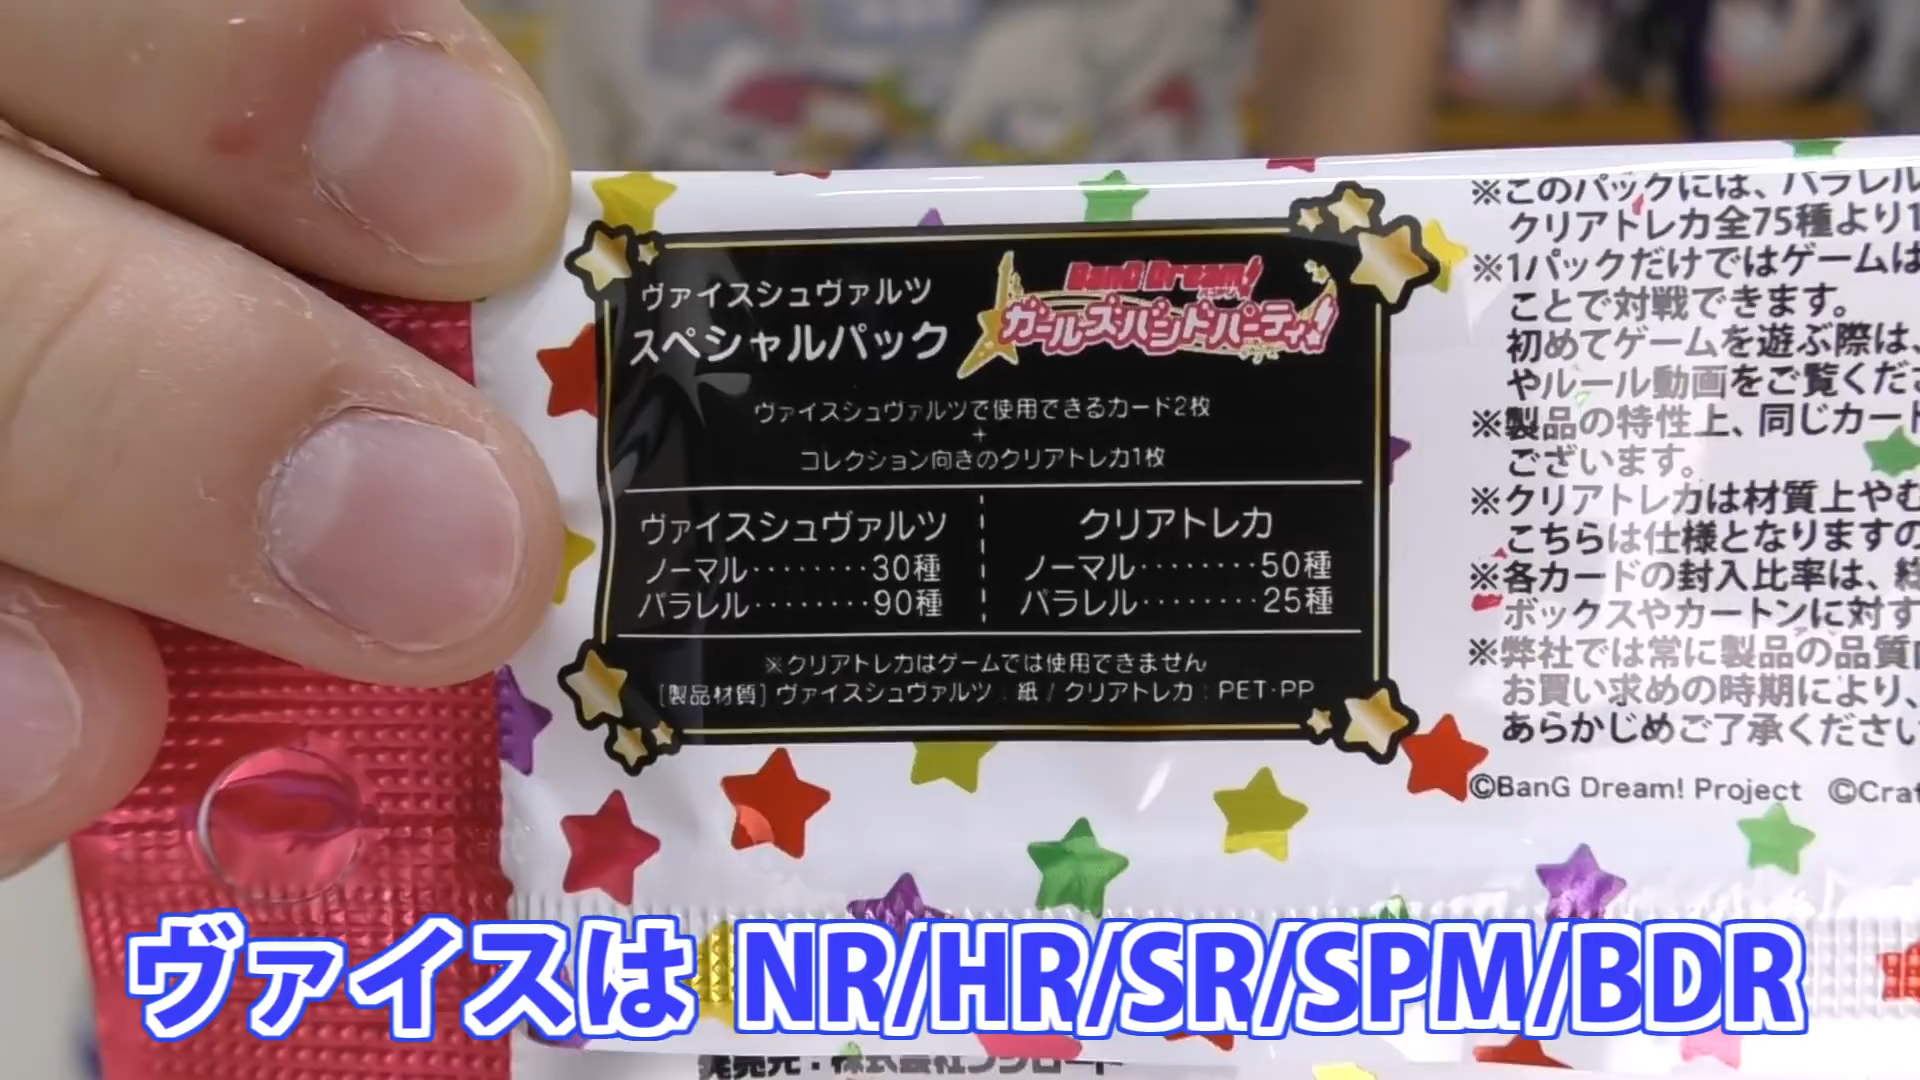 ヴァイスシュヴァルツ
スペシャルパック
BanG Dream!
ガールズバンドパーティ!
ヴァイスシュヴァルツで使用できるカード2枚
+
コレクション向きのクリアトレカ1枚
ヴァイスシュヴァルツ
ノーマル・・・・・・・・30種
パラレル・・・・・・・・90種
クリアトレカ
ノーマル・・・・・・・・50種
パラレル・・・・・・・・25種
※クリアトレカはゲームでは使用できません
[製品材質] ヴァイスシュヴァルツ:紙 / クリアトレカ:PET・PP
※このパックには、パラレル
クリアトレカ全75種より1
※1パックだけではゲームは
ことで対戦できます。
初めてゲームを遊ぶ際は、
やルール動画をご覧くだ
※製品の特性上、同じカード
ございます。
※クリアトレカは材質上や
こちらは仕様となりますの
※各カードの封入比率は、
ボックスやカートンに対す
※弊社では常に製品の品質
お買い求めの時期により、
あらかじめご了承ください
©BanG Dream! Project ©Craf
ヴァイスは NR/HR/SR/SPM/BDR
発売元:株式会社ブシロード